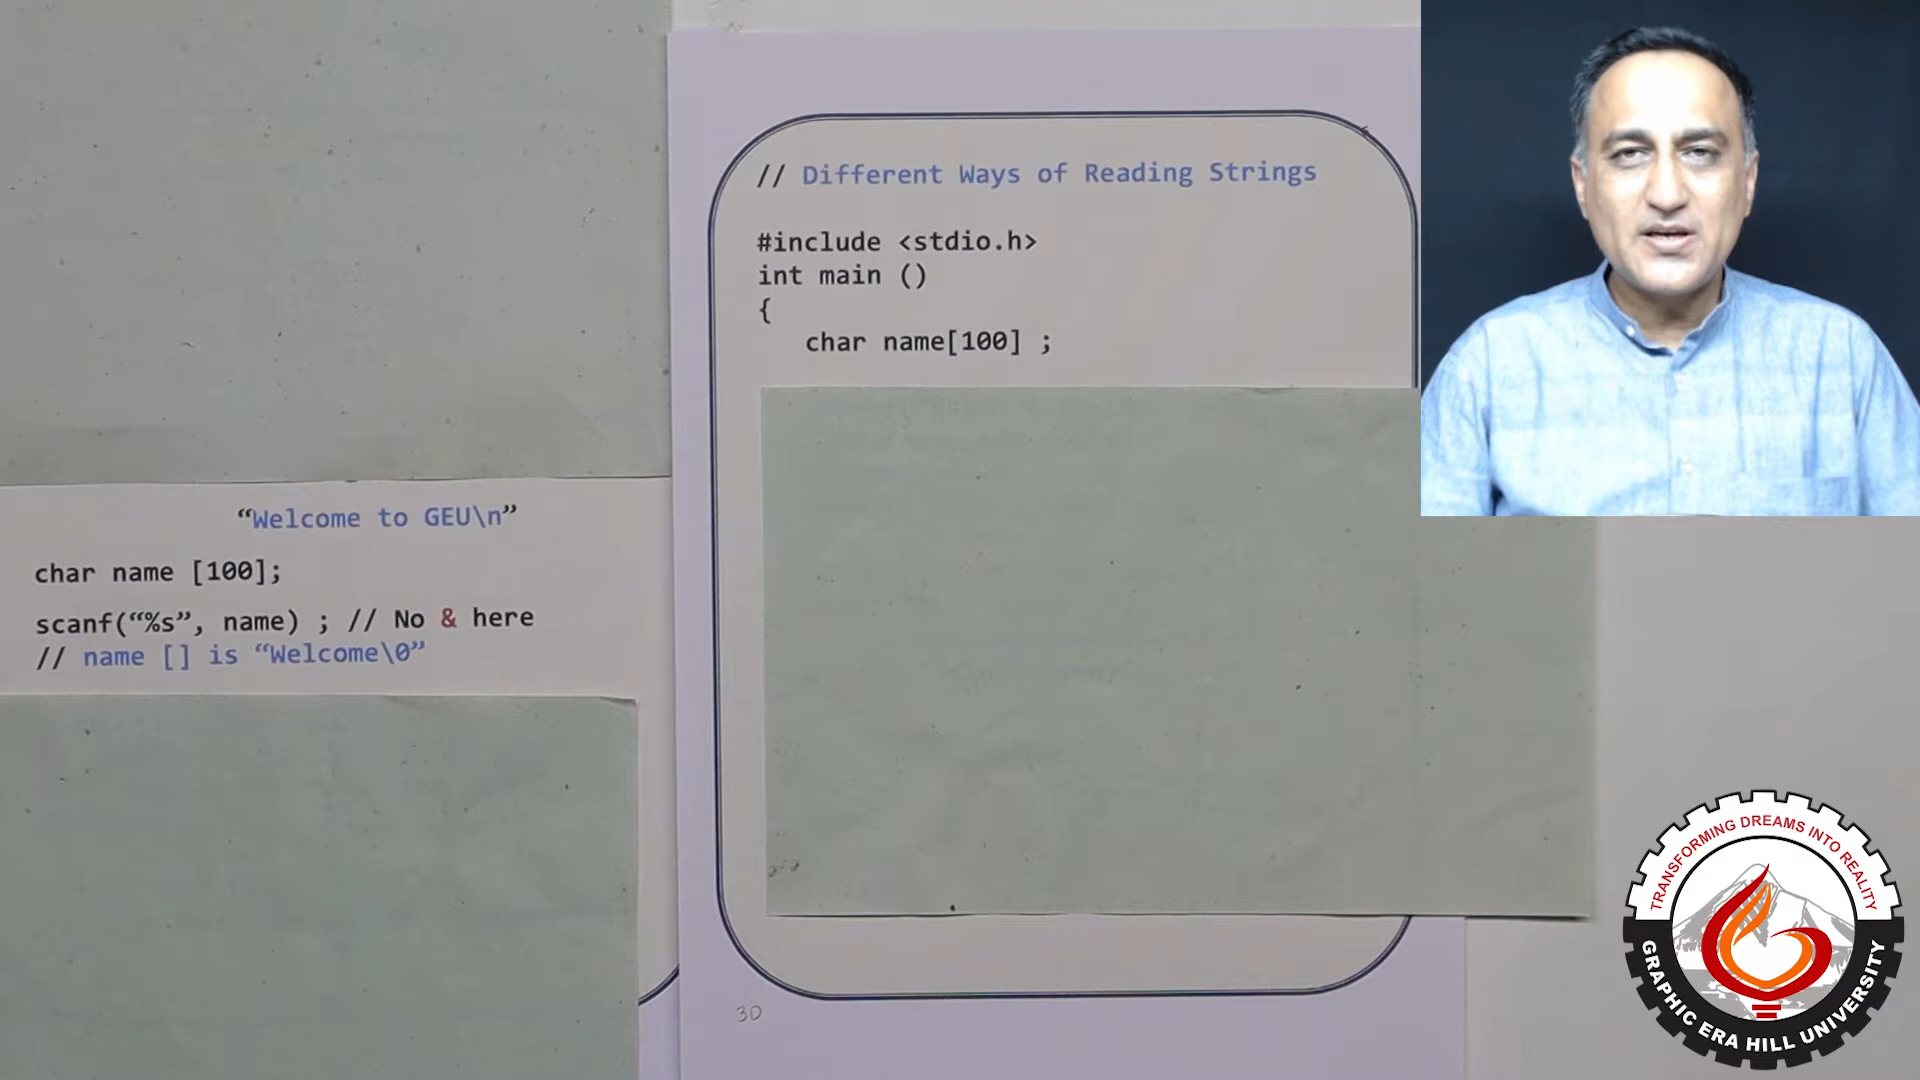 “Welcome to GEU\n”
char name [100];
scanf(“%s”, name) ; // No & here
// name [] is “Welcome\0”
// Different Ways of Reading Strings
#include <stdio.h>
int main ()
{
char name[100] ;
30
TRANSFORMING DREAMS INTO REALITY
GRAPHIC ERA HILL UNIVERSITY